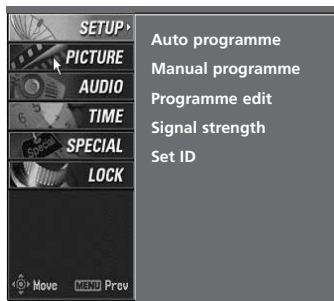 SETUP
PICTURE
AUDIO
TIME
SPECIAL
LOCK
Move MENU Prev
Auto programme
Manual programme
Programme edit
Signal strength
Set ID